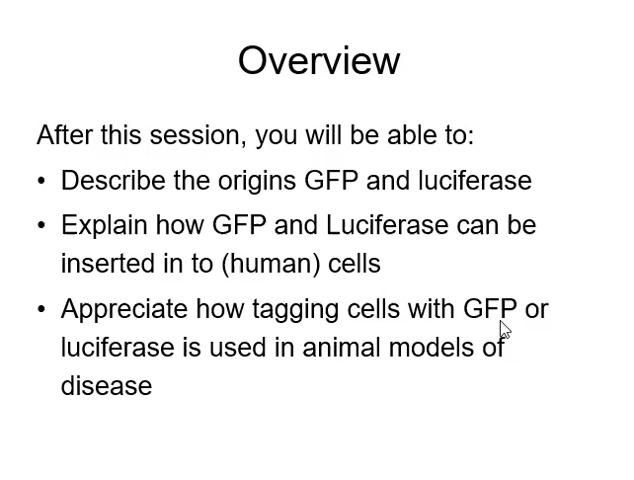 Overview
After this session, you will be able to:
• Describe the origins GFP and luciferase
• Explain how GFP and Luciferase can be
inserted in to (human) cells
• Appreciate how tagging cells with GFP or
luciferase is used in animal models of
disease